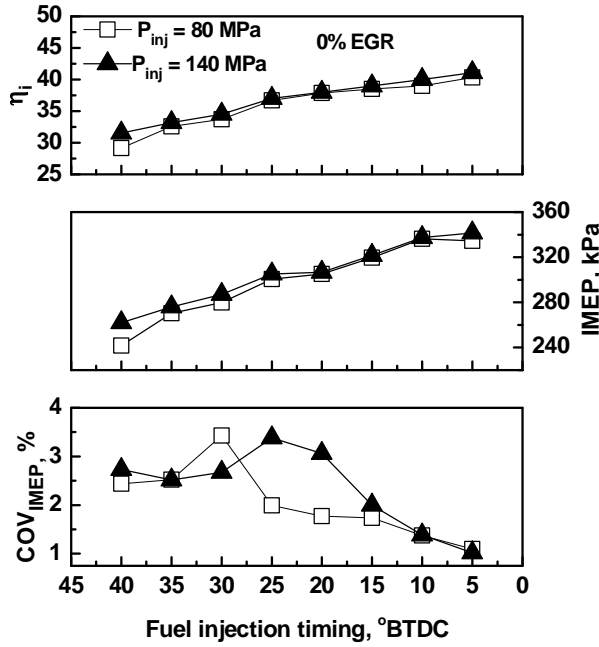 P_inj = 80 MPa
P_inj = 140 MPa
0% EGR
η_i
45
40
35
30
25
IMEP, kPa
360
320
280
240
COV_IMEP, %
4
3
2
1
45 40 35 30 25 20 15 10 5 0
Fuel injection timing, °BTDC